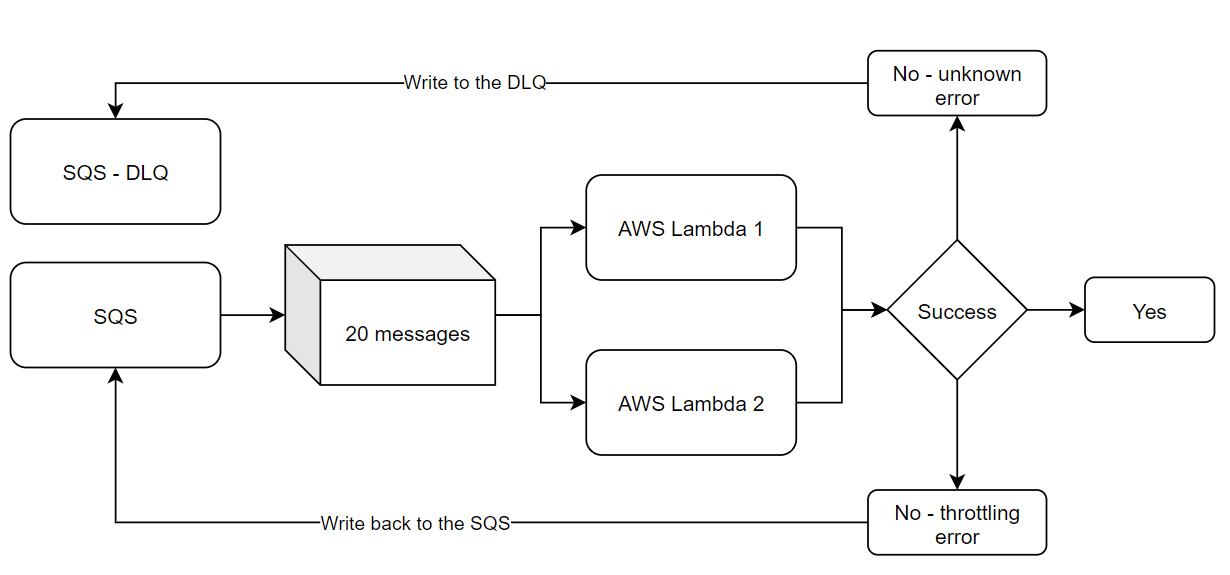 No - unknown
error
Write to the DLQ
SQS - DLQ
AWS Lambda 1
SQS
20 messages
Success
Yes
AWS Lambda 2
No - throttling
error
Write back to the SQS